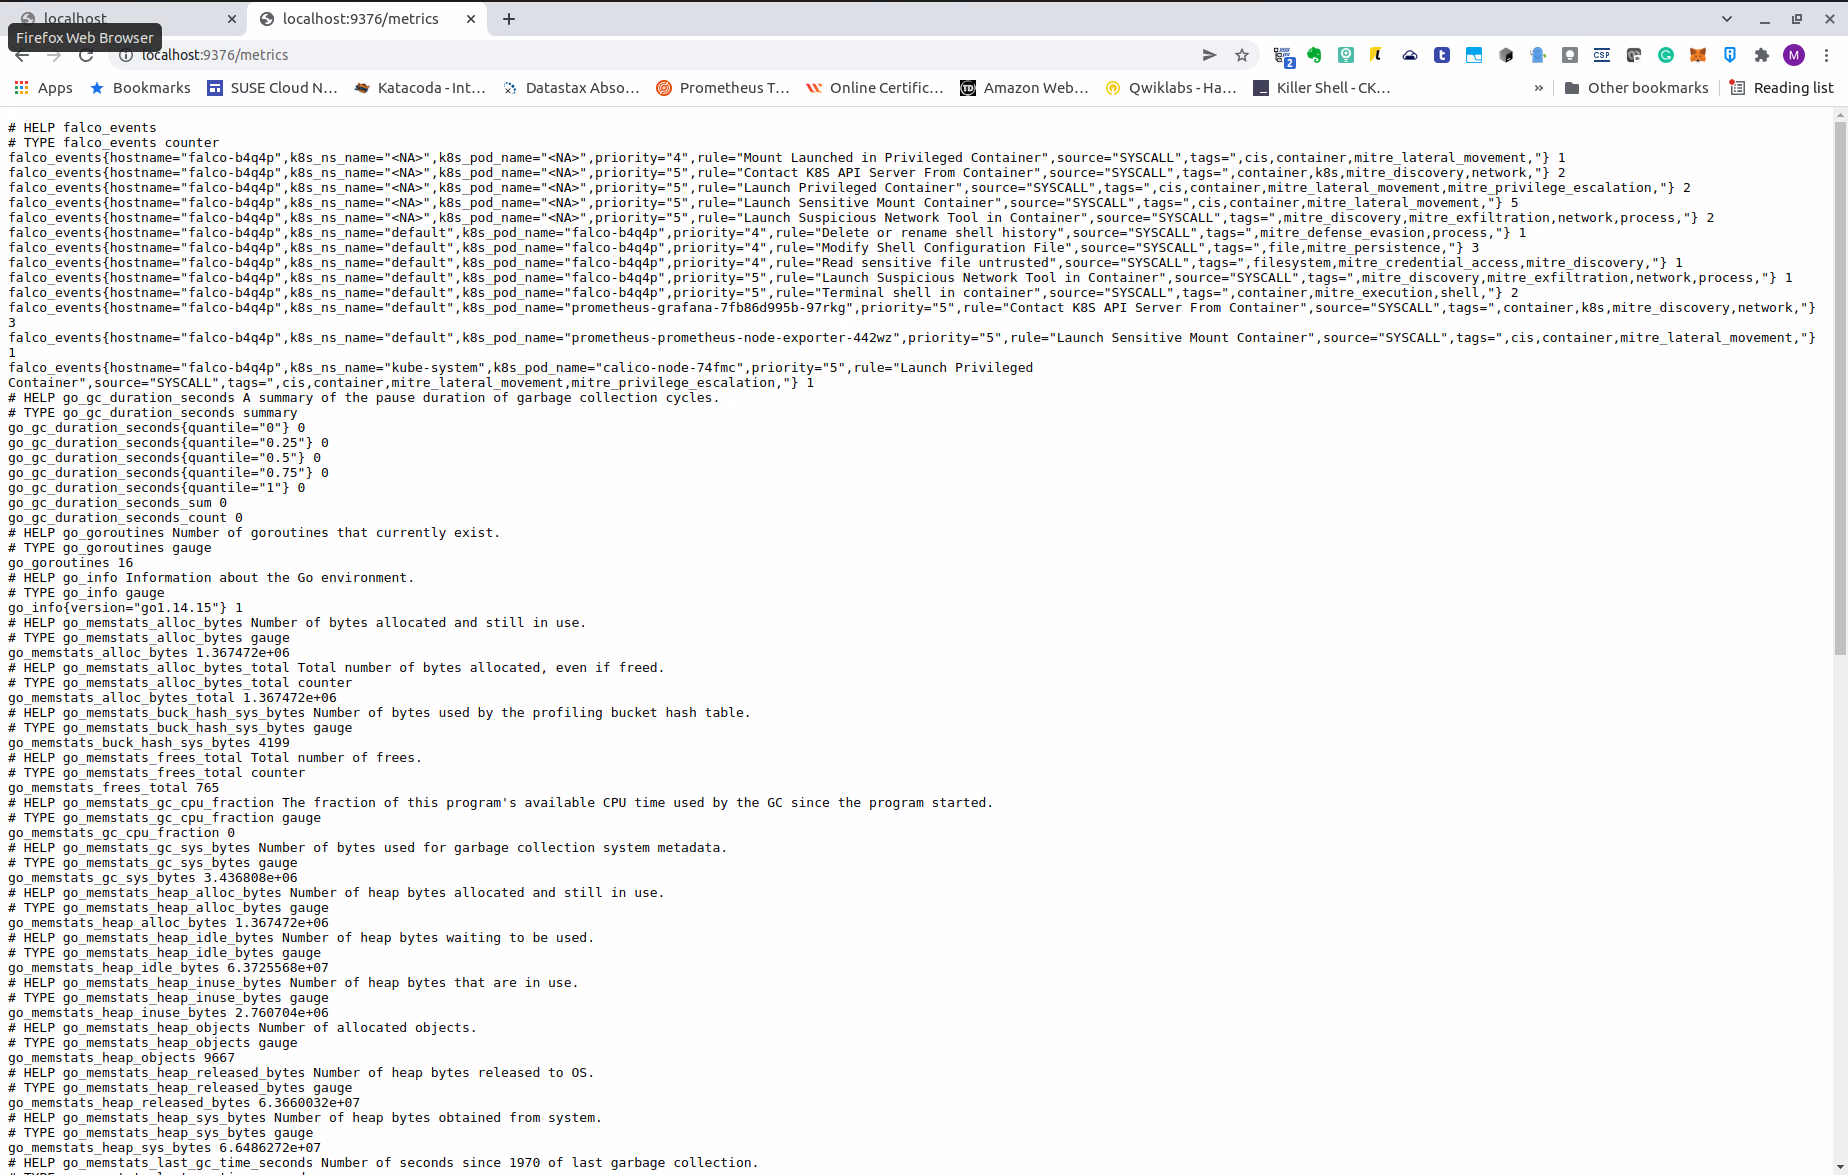 localhost
localhost:9376/metrics
Firefox Web Browser
localhost:9376/metrics
2
CSP
M
Apps
Bookmarks
SUSE Cloud N...
Katacoda - Int...
Datastax Abso...
Prometheus T...
Online Certific...
Amazon Web...
Qwiklabs - Ha...
Killer Shell - CK...
»
Other bookmarks
Reading list
# HELP falco_events
# TYPE falco_events counter
falco_events{hostname="falco-b4q4p",k8s_ns_name="<NA>",k8s_pod_name="<NA>",priority="4",rule="Mount Launched in Privileged Container",source="SYSCALL",tags=",cis,container,mitre_lateral_movement,"} 1
falco_events{hostname="falco-b4q4p",k8s_ns_name="<NA>",k8s_pod_name="<NA>",priority="5",rule="Contact K8S API Server From Container",source="SYSCALL",tags=",container,k8s,mitre_discovery,network,"} 2
falco_events{hostname="falco-b4q4p",k8s_ns_name="<NA>",k8s_pod_name="<NA>",priority="5",rule="Launch Privileged Container",source="SYSCALL",tags=",cis,container,mitre_lateral_movement,mitre_privilege_escalation,"} 2
falco_events{hostname="falco-b4q4p",k8s_ns_name="<NA>",k8s_pod_name="<NA>",priority="5",rule="Launch Sensitive Mount Container",source="SYSCALL",tags=",cis,container,mitre_lateral_movement,"} 5
falco_events{hostname="falco-b4q4p",k8s_ns_name="<NA>",k8s_pod_name="<NA>",priority="5",rule="Launch Suspicious Network Tool in Container",source="SYSCALL",tags=",mitre_discovery,mitre_exfiltration,network,process,"} 2
falco_events{hostname="falco-b4q4p",k8s_ns_name="default",k8s_pod_name="falco-b4q4p",priority="4",rule="Delete or rename shell history",source="SYSCALL",tags=",mitre_defense_evasion,process,"} 1
falco_events{hostname="falco-b4q4p",k8s_ns_name="default",k8s_pod_name="falco-b4q4p",priority="4",rule="Modify Shell Configuration File",source="SYSCALL",tags=",file,mitre_persistence,"} 3
falco_events{hostname="falco-b4q4p",k8s_ns_name="default",k8s_pod_name="falco-b4q4p",priority="4",rule="Read sensitive file untrusted",source="SYSCALL",tags=",filesystem,mitre_credential_access,mitre_discovery,"} 1
falco_events{hostname="falco-b4q4p",k8s_ns_name="default",k8s_pod_name="falco-b4q4p",priority="5",rule="Launch Suspicious Network Tool in Container",source="SYSCALL",tags=",mitre_discovery,mitre_exfiltration,network,process,"} 1
falco_events{hostname="falco-b4q4p",k8s_ns_name="default",k8s_pod_name="falco-b4q4p",priority="5",rule="Terminal shell in container",source="SYSCALL",tags=",container,mitre_execution,shell,"} 2
falco_events{hostname="falco-b4q4p",k8s_ns_name="default",k8s_pod_name="prometheus-grafana-7fb86d995b-97rkg",priority="5",rule="Contact K8S API Server From Container",source="SYSCALL",tags=",container,k8s,mitre_discovery,network,"}
3
falco_events{hostname="falco-b4q4p",k8s_ns_name="default",k8s_pod_name="prometheus-prometheus-node-exporter-442wz",priority="5",rule="Launch Sensitive Mount Container",source="SYSCALL",tags=",cis,container,mitre_lateral_movement,"}
1
falco_events{hostname="falco-b4q4p",k8s_ns_name="kube-system",k8s_pod_name="calico-node-74fmc",priority="5",rule="Launch Privileged
Container",source="SYSCALL",tags=",cis,container,mitre_lateral_movement,mitre_privilege_escalation,"} 1
# HELP go_gc_duration_seconds A summary of the pause duration of garbage collection cycles.
# TYPE go_gc_duration_seconds summary
go_gc_duration_seconds{quantile="0"} 0
go_gc_duration_seconds{quantile="0.25"} 0
go_gc_duration_seconds{quantile="0.5"} 0
go_gc_duration_seconds{quantile="0.75"} 0
go_gc_duration_seconds{quantile="1"} 0
go_gc_duration_seconds_sum 0
go_gc_duration_seconds_count 0
# HELP go_goroutines Number of goroutines that currently exist.
# TYPE go_goroutines gauge
go_goroutines 16
# HELP go_info Information about the Go environment.
# TYPE go_info gauge
go_info{version="go1.14.15"} 1
# HELP go_memstats_alloc_bytes Number of bytes allocated and still in use.
# TYPE go_memstats_alloc_bytes gauge
go_memstats_alloc_bytes 1.367472e+06
# HELP go_memstats_alloc_bytes_total Total number of bytes allocated, even if freed.
# TYPE go_memstats_alloc_bytes_total counter
go_memstats_alloc_bytes_total 1.367472e+06
# HELP go_memstats_buck_hash_sys_bytes Number of bytes used by the profiling bucket hash table.
# TYPE go_memstats_buck_hash_sys_bytes gauge
go_memstats_buck_hash_sys_bytes 4199
# HELP go_memstats_frees_total Total number of frees.
# TYPE go_memstats_frees_total counter
go_memstats_frees_total 765
# HELP go_memstats_gc_cpu_fraction The fraction of this program's available CPU time used by the GC since the program started.
# TYPE go_memstats_gc_cpu_fraction gauge
go_memstats_gc_cpu_fraction 0
# HELP go_memstats_gc_sys_bytes Number of bytes used for garbage collection system metadata.
# TYPE go_memstats_gc_sys_bytes gauge
go_memstats_gc_sys_bytes 3.436808e+06
# HELP go_memstats_heap_alloc_bytes Number of heap bytes allocated and still in use.
# TYPE go_memstats_heap_alloc_bytes gauge
go_memstats_heap_alloc_bytes 1.367472e+06
# HELP go_memstats_heap_idle_bytes Number of heap bytes waiting to be used.
# TYPE go_memstats_heap_idle_bytes gauge
go_memstats_heap_idle_bytes 6.3725568e+07
# HELP go_memstats_heap_inuse_bytes Number of heap bytes that are in use.
# TYPE go_memstats_heap_inuse_bytes gauge
go_memstats_heap_inuse_bytes 2.760704e+06
# HELP go_memstats_heap_objects Number of allocated objects.
# TYPE go_memstats_heap_objects gauge
go_memstats_heap_objects 9667
# HELP go_memstats_heap_released_bytes Number of heap bytes released to OS.
# TYPE go_memstats_heap_released_bytes gauge
go_memstats_heap_released_bytes 6.3660032e+07
# HELP go_memstats_heap_sys_bytes Number of heap bytes obtained from system.
# TYPE go_memstats_heap_sys_bytes gauge
go_memstats_heap_sys_bytes 6.6486272e+07
# HELP go_memstats_last_gc_time_seconds Number of seconds since 1970 of last garbage collection.